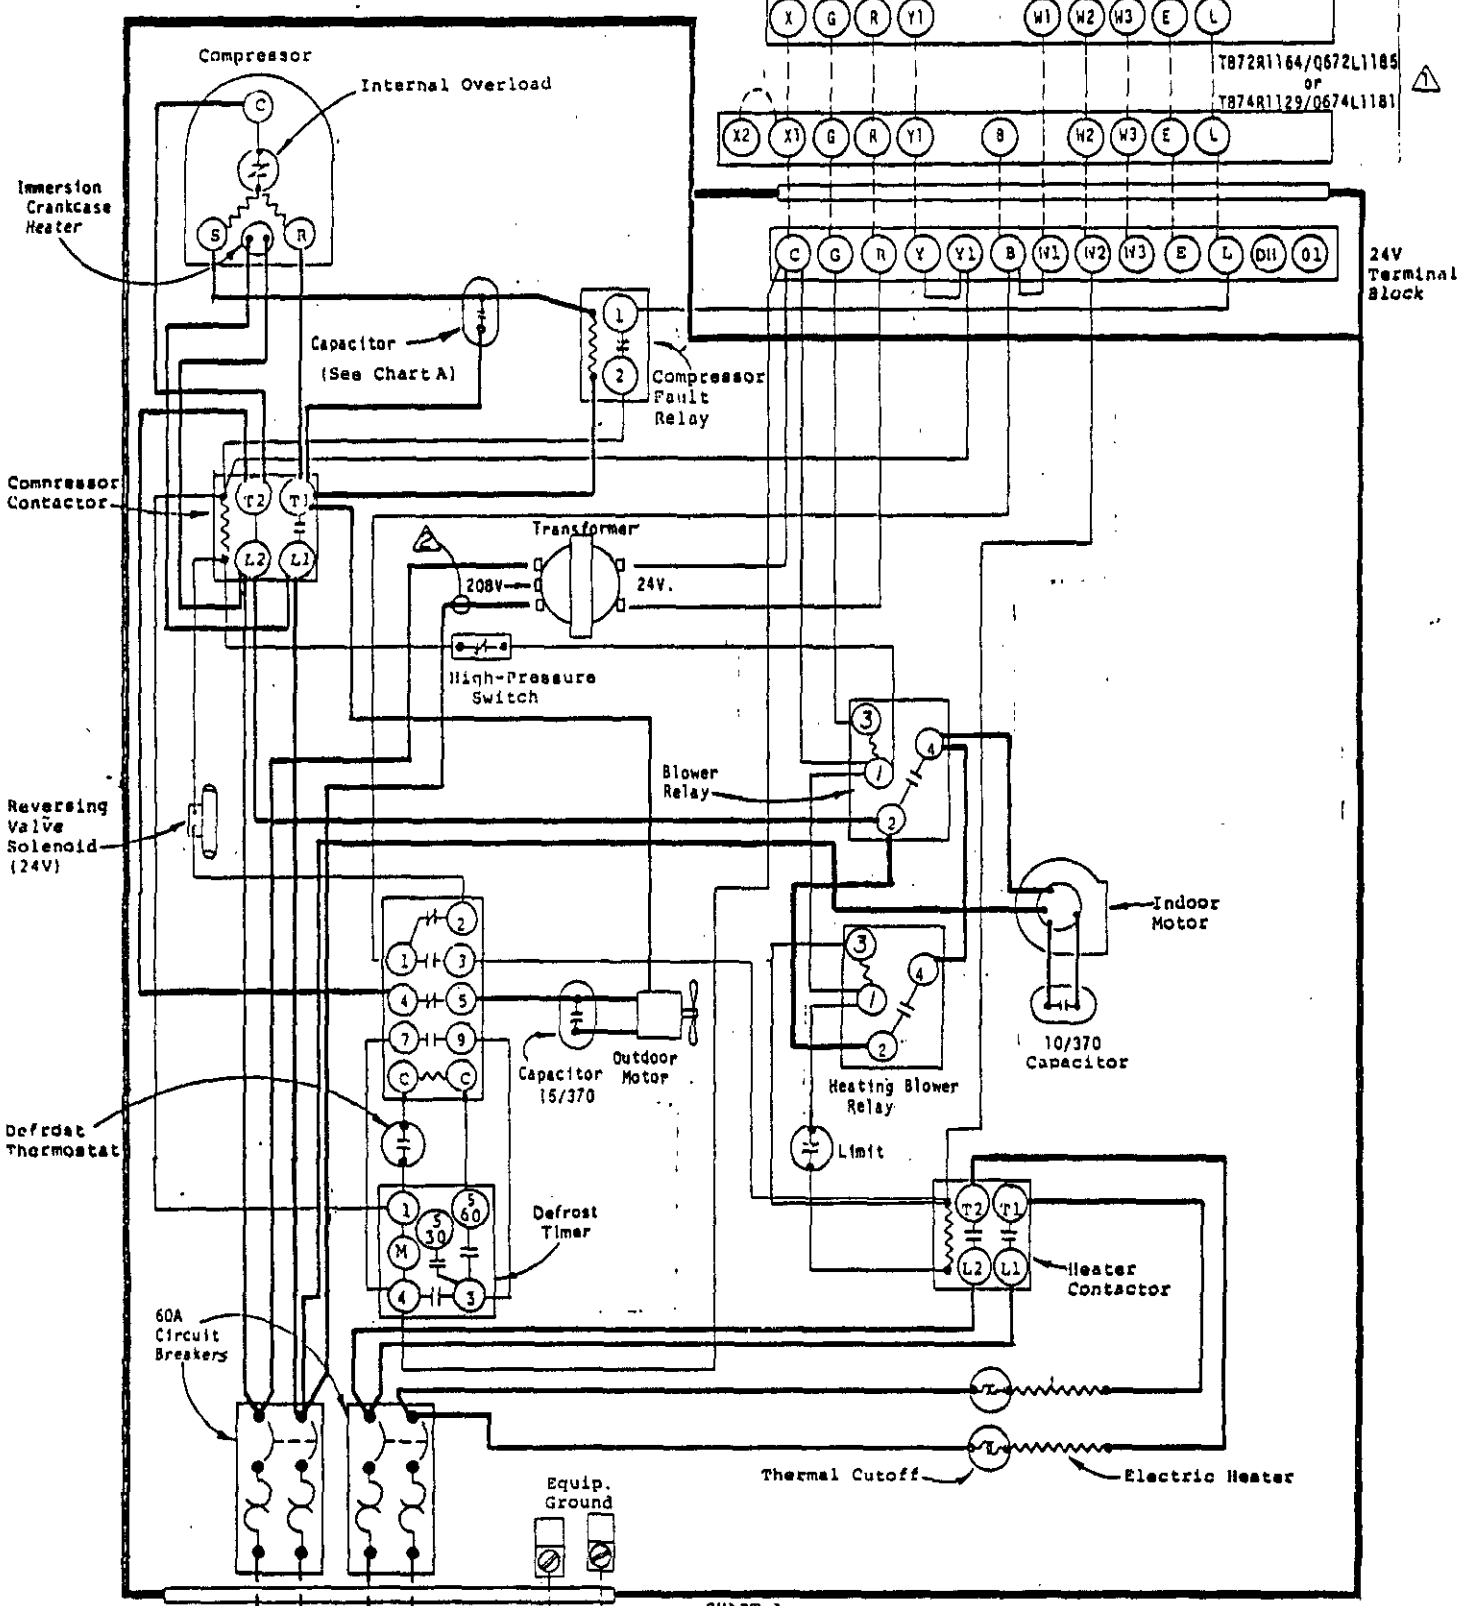 X G R Y1 W1 W2 W3 E L
T872R1164/Q672L1185
or
T874R1129/Q674L1181
1
X2 X1 G R Y1 B W2 W3 E L
C G R Y Y1 B W1 W2 W3 E L DH O1
24V
Terminal
Block
Compressor
Internal Overload
C
S R
Immersion
Crankcase
Heater
Capacitor
(See Chart A)
1
2
Compressor
Fault
Relay
Compressor
Contactor
T2 T1
L2 L1
2
Transformer
208V
24V.
High-Pressure
Switch
Blower
Relay
3
4
1
2
Reversing
Valve
Solenoid
(24V)
2
1 3
4 5
7 9
C C
Capacitor
15/370
Outdoor
Motor
3
4
1
2
Heating Blower
Relay
Indoor
Motor
10/370
Capacitor
Defrost
Thermostat
Limit
1
S
30
S
60
M
4 3
Defrost
Timer
T2 T1
L2 L1
Heater
Contactor
60A
Circuit
Breakers
Thermal Cutoff
Electric Heater
Equip.
Ground